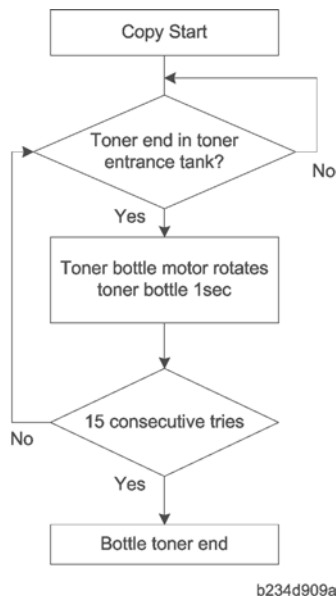 Copy Start
Toner end in toner
entrance tank?
No
Yes
Toner bottle motor rotates
toner bottle 1sec
15 consecutive tries
No
Yes
Bottle toner end
b234d909a